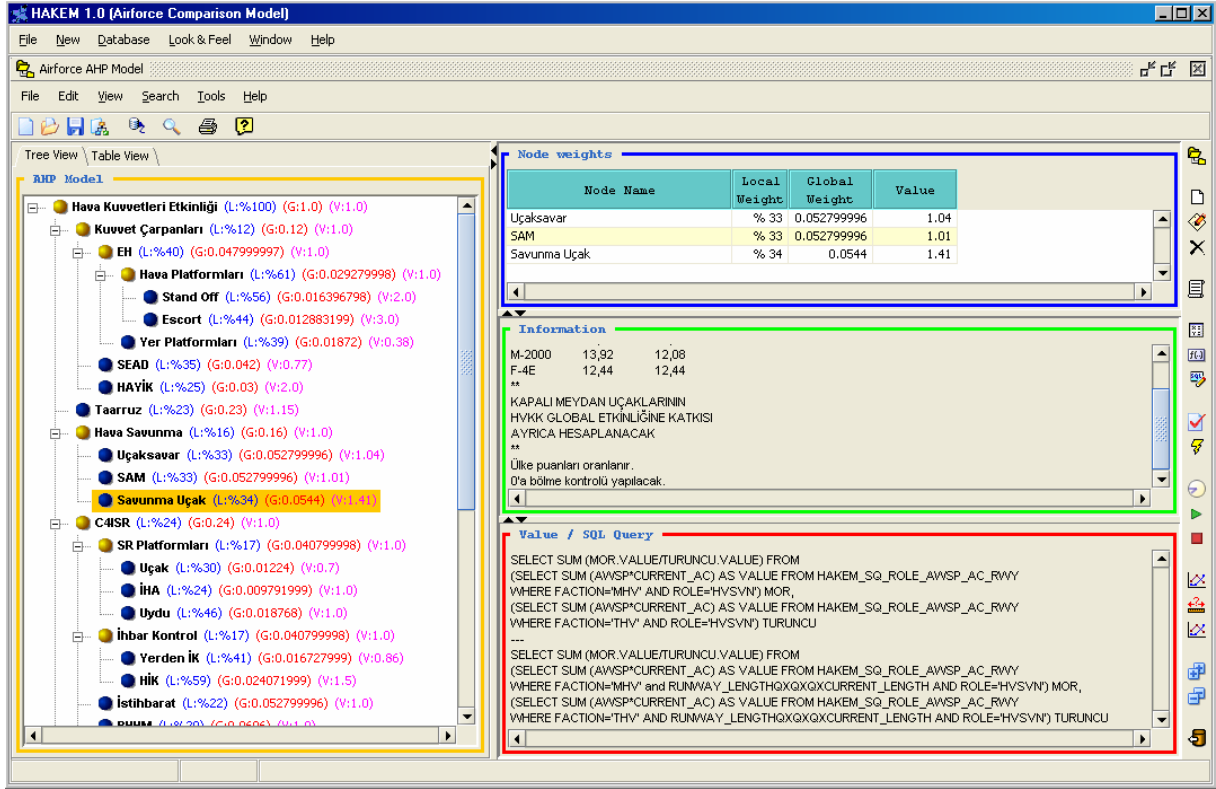 HAKEM 1.0 (Airforce Comparison Model)
File New Database Look & Feel Window Help
Airforce AHP Model
File Edit View Search Tools Help
Tree View \ Table View \
AHP Model
Hava Kuvvetleri Etkinliği (L:%100) (G:1.0) (V:1.0)
Kuvvet Çarpanları (L:%12) (G:0.12) (V:1.0)
EH (L:%40) (G:0.047999997) (V:1.0)
Hava Platformları (L:%61) (G:0.029279998) (V:1.0)
Stand Off (L:%56) (G:0.016396798) (V:2.0)
Escort (L:%44) (G:0.012883199) (V:3.0)
Yer Platformları (L:%39) (G:0.01872) (V:0.38)
SEAD (L:%35) (G:0.042) (V:0.77)
HAYİK (L:%25) (G:0.03) (V:2.0)
Taarruz (L:%23) (G:0.23) (V:1.15)
Hava Savunma (L:%16) (G:0.16) (V:1.0)
Uçaksavar (L:%33) (G:0.052799996) (V:1.04)
SAM (L:%33) (G:0.052799996) (V:1.01)
Savunma Uçak (L:%34) (G:0.0544) (V:1.41)
C4ISR (L:%24) (G:0.24) (V:1.0)
SR Platformları (L:%17) (G:0.040799998) (V:1.0)
Uçak (L:%30) (G:0.01224) (V:0.7)
İHA (L:%24) (G:0.009791999) (V:1.0)
Uydu (L:%46) (G:0.018768) (V:1.0)
İhbar Kontrol (L:%17) (G:0.040799998) (V:1.0)
Yerden İK (L:%41) (G:0.016727999) (V:0.86)
HİK (L:%59) (G:0.024071999) (V:1.5)
İstihbarat (L:%22) (G:0.052799996) (V:1.0)
Node weights
Node Name Local Weight Global Weight Value
Uçaksavar % 33 0.052799996 1.04
SAM % 33 0.052799996 1.01
Savunma Uçak % 34 0.0544 1.41
Information
M-2000 13,92 12,08
F-4E 12,44 12,44
**
KAPALI MEYDAN UÇAKLARININ
HVKK GLOBAL ETKİNLİĞİNE KATKISI
AYRICA HESAPLANACAK
**
Ülke puanları oranlanır.
0'a bölme kontrolü yapılacak.
Value / SQL Query
SELECT SUM (MOR.VALUE/TURUNCU.VALUE) FROM
(SELECT SUM (AWSP*CURRENT_AC) AS VALUE FROM HAKEM_SQ_ROLE_AWSP_AC_RWY
WHERE FACTION='MHV' AND ROLE='HVSVN') MOR,
(SELECT SUM (AWSP*CURRENT_AC) AS VALUE FROM HAKEM_SQ_ROLE_AWSP_AC_RWY
WHERE FACTION='THV' AND ROLE='HVSVN') TURUNCU
---
SELECT SUM (MOR.VALUE/TURUNCU.VALUE) FROM
(SELECT SUM (AWSP*CURRENT_AC) AS VALUE FROM HAKEM_SQ_ROLE_AWSP_AC_RWY
WHERE FACTION='MHV' and RUNWAY_LENGTHQXQXQXCURRENT_LENGTH AND ROLE='HVSVN') MOR,
(SELECT SUM (AWSP*CURRENT_AC) AS VALUE FROM HAKEM_SQ_ROLE_AWSP_AC_RWY
WHERE FACTION='THV' AND RUNWAY_LENGTHQXQXQXCURRENT_LENGTH AND ROLE='HVSVN') TURUNCU